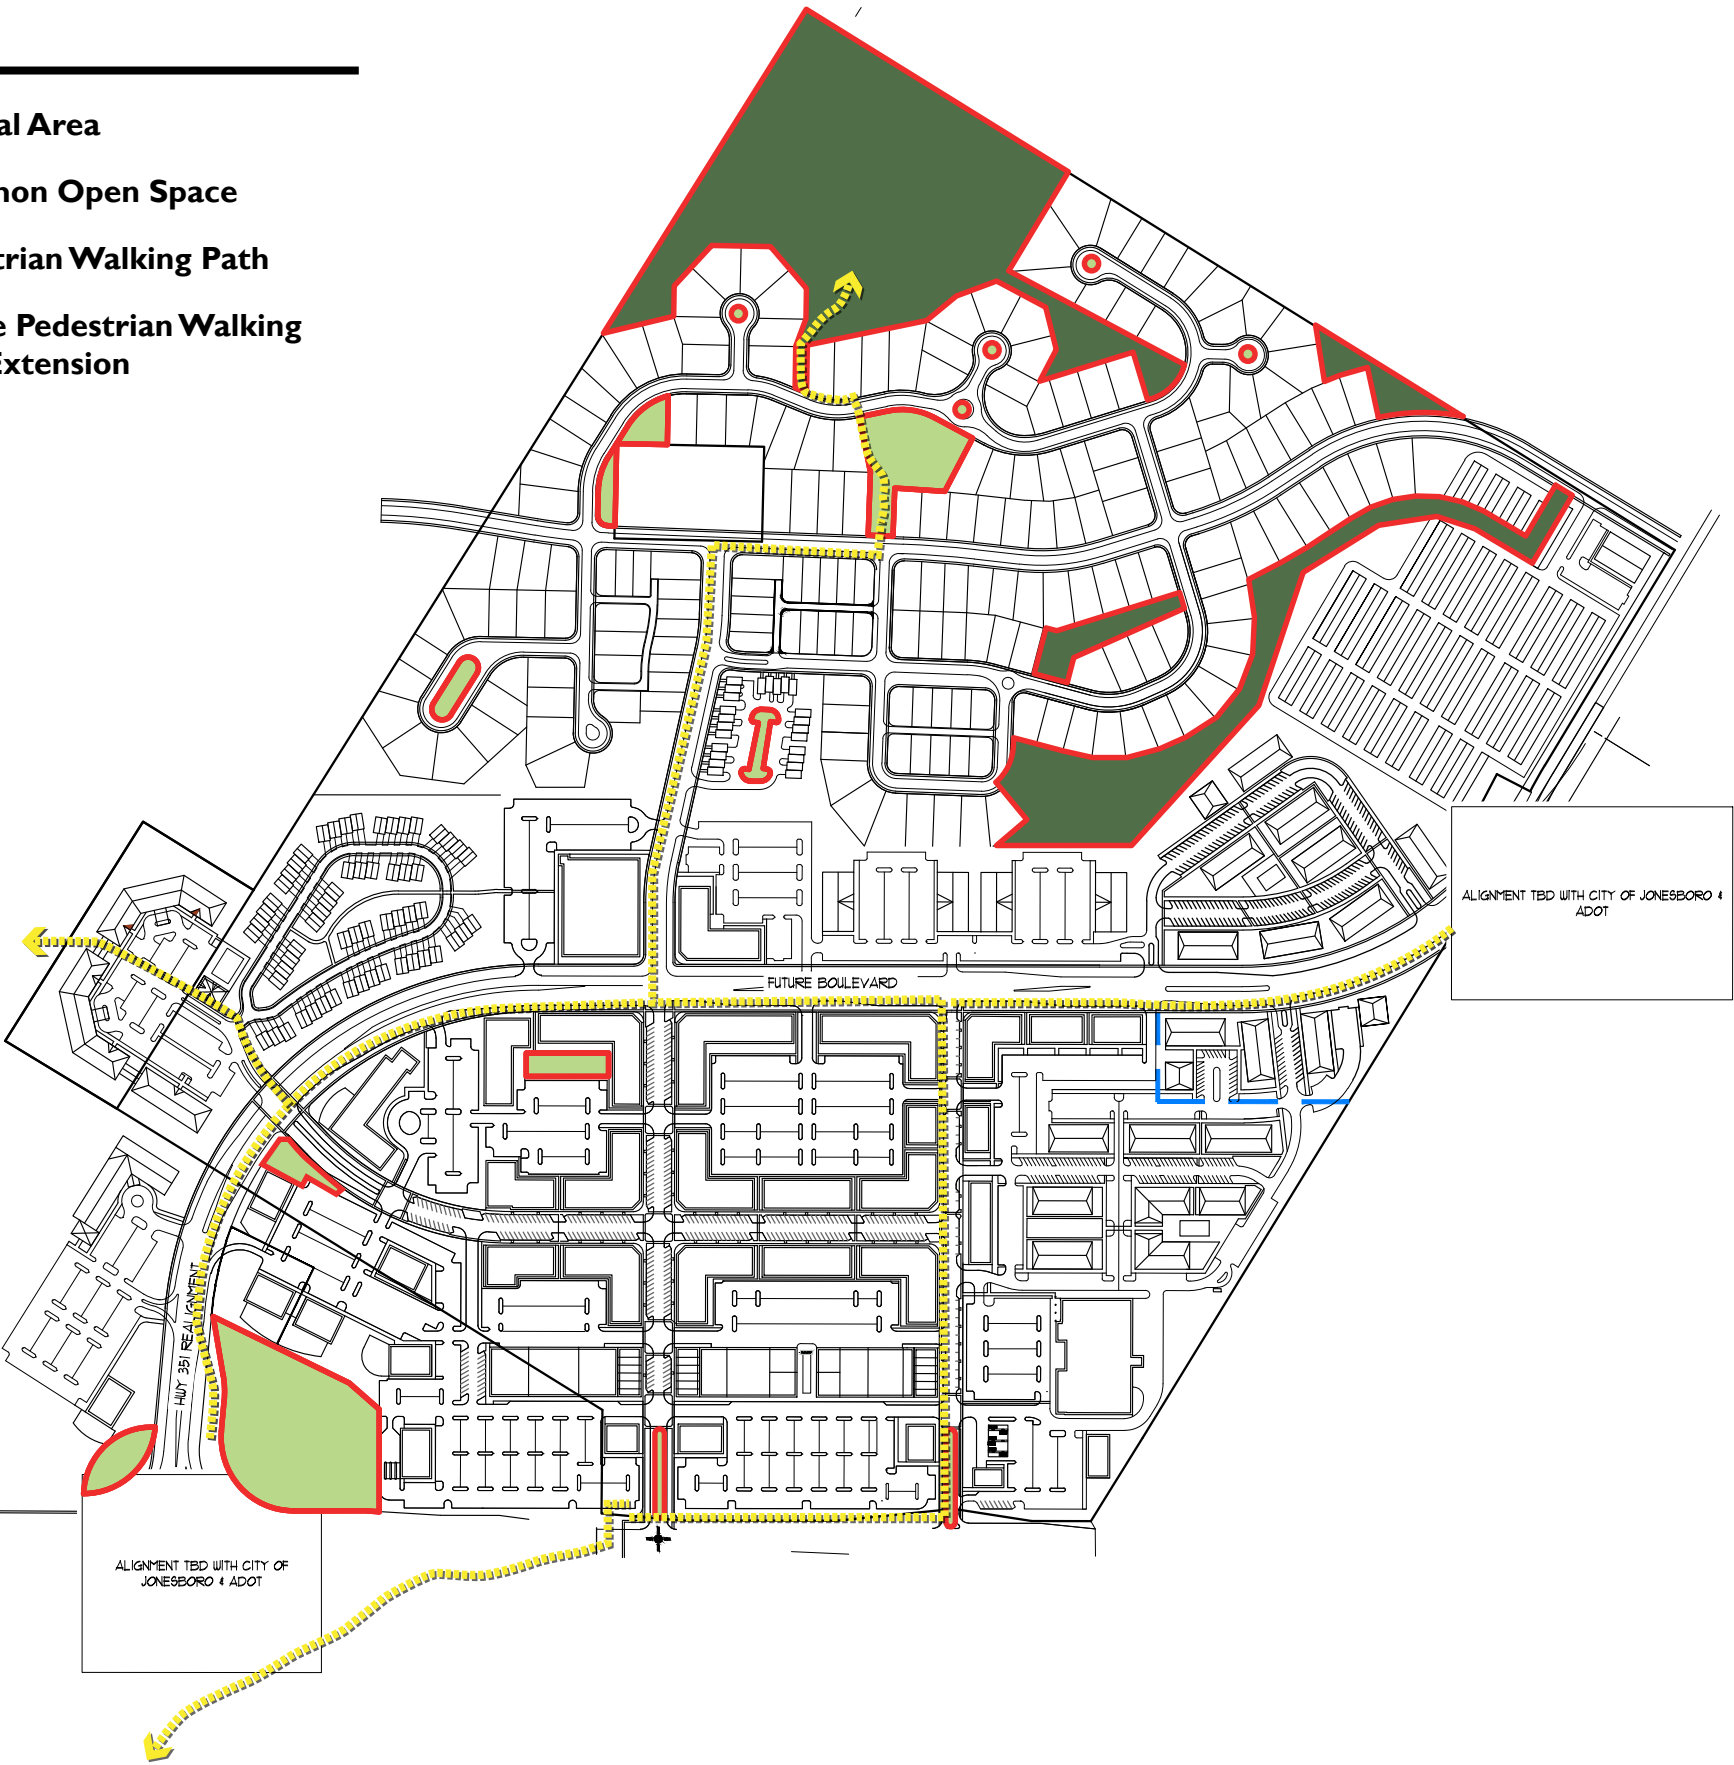 al Area
mon Open Space
trian Walking Path
e Pedestrian Walking
Extension
ALIGNMENT TBD WITH CITY OF JONESBORO &
ADOT
FUTURE BOULEVARD
HWY 351 REALIGNMENT
ALIGNMENT TBD WITH CITY OF
JONESBORO & ADOT